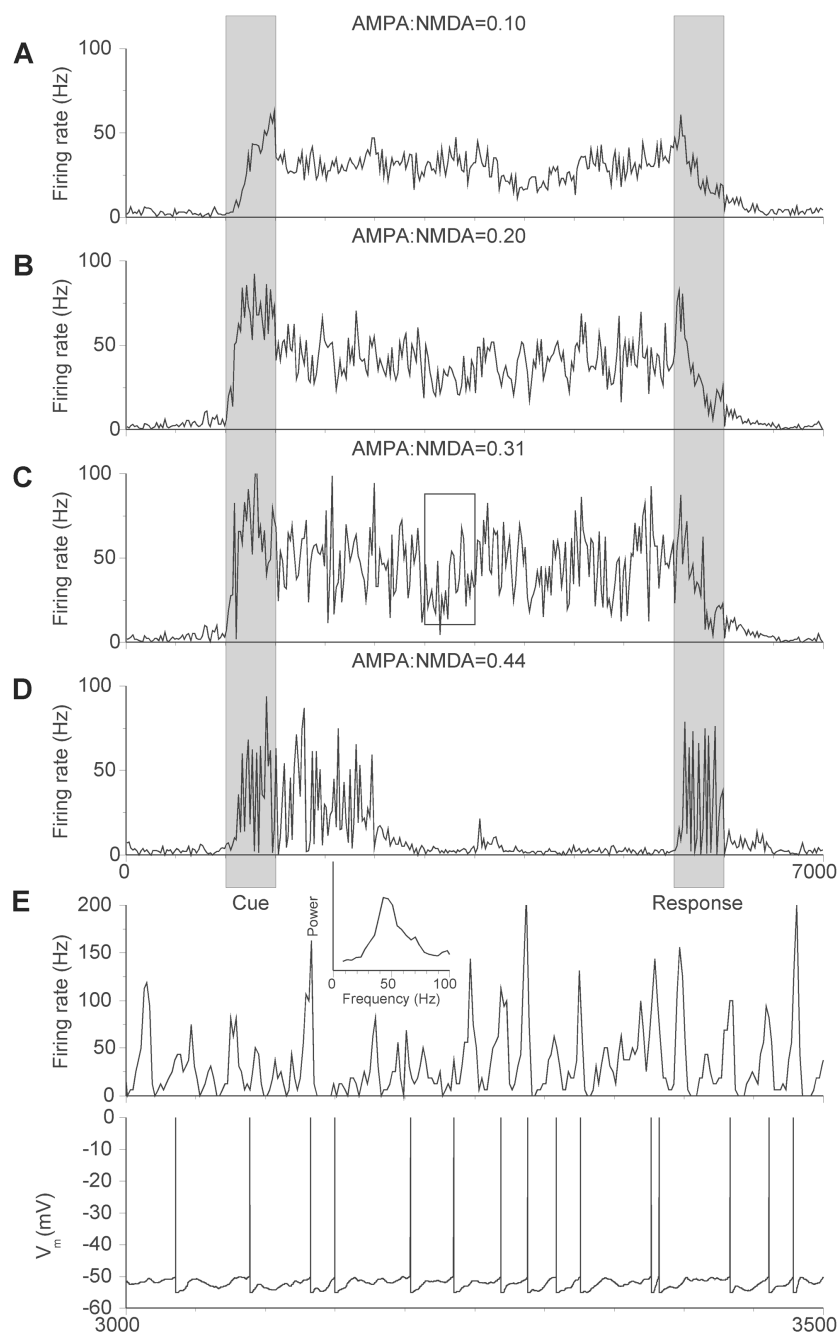 AMPA:NMDA=0.10
A
Firing rate (Hz)
100
50
0
AMPA:NMDA=0.20
B
Firing rate (Hz)
100
50
0
AMPA:NMDA=0.31
C
Firing rate (Hz)
100
50
0
AMPA:NMDA=0.44
D
Firing rate (Hz)
100
50
0
0
7000
Cue
Response
E
Firing rate (Hz)
200
150
100
50
0
Power
0
50
100
Frequency (Hz)
Vm (mV)
0
-10
-20
-30
-40
-50
-60
3000
3500